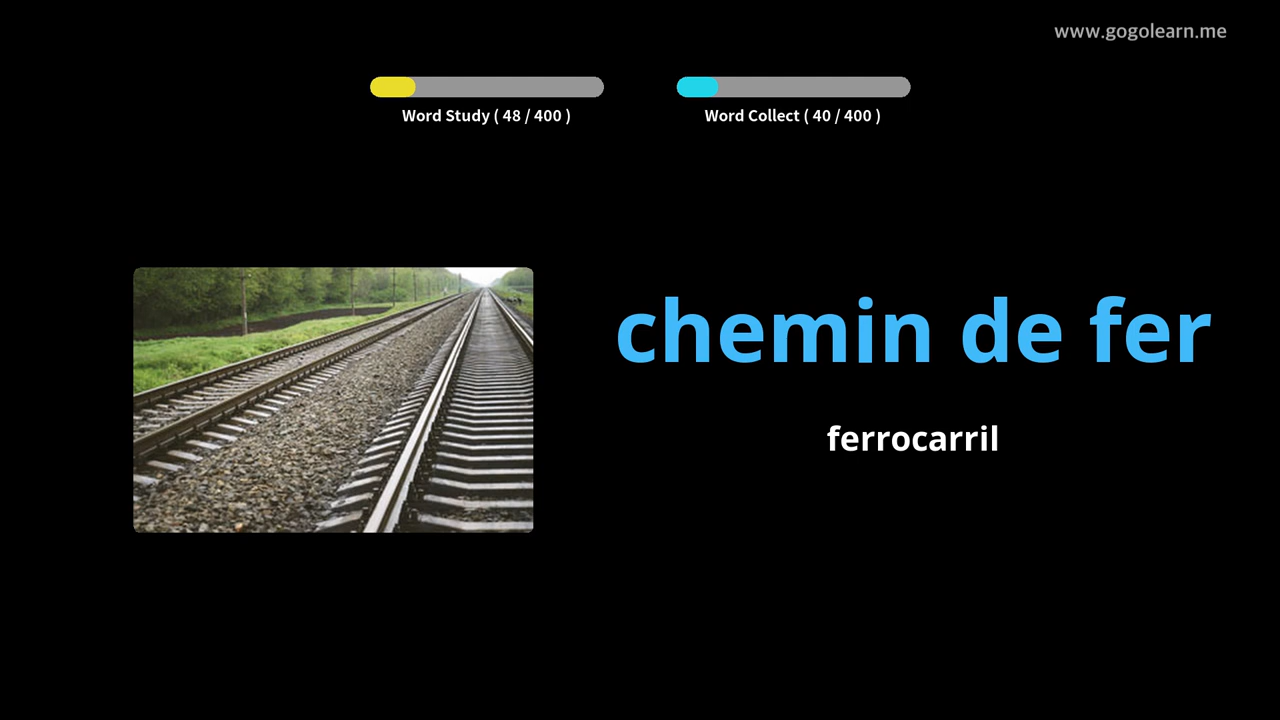 www.gogolearn.me
Word Study ( 48 / 400 )
Word Collect ( 40 / 400 )
chemin de fer
ferrocarril